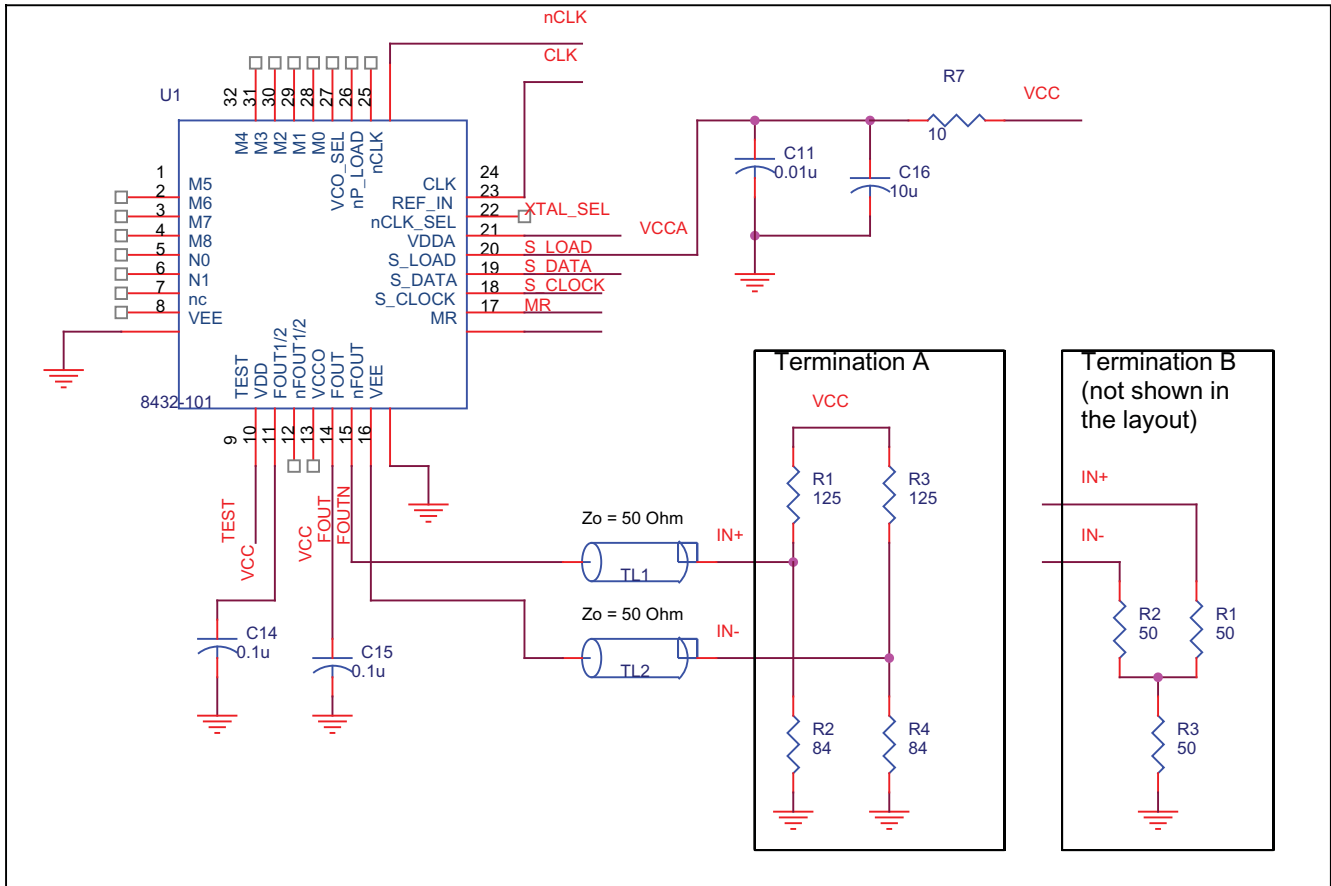 nCLK
CLK
U1
32
31
30
29
28
27
26
25
M4
M3
M2
M1
M0
VCO_SEL
nP_LOAD
nCLK
1
2
3
4
5
6
7
8
M5
M6
M7
M8
N0
N1
nc
VEE
24
23
22
21
20
19
18
17
CLK
REF_IN
nCLK_SEL
VDDA
S_LOAD
S_DATA
S_CLOCK
MR
XTAL_SEL
VCCA
S_LOAD
S_DATA
S_CLOCK
MR
R7
10
VCC
C11
0.01u
C16
10u
TEST
VDD
FOUT1/2
nFOUT1/2
VCCO
FOUT
nFOUT
VEE
8432-101
9
10
11
12
13
14
15
16
TEST
VCC
VCC
FOUT
FOUTN
C14
0.1u
C15
0.1u
Zo = 50 Ohm
TL1
IN+
Zo = 50 Ohm
TL2
IN-
Termination A
VCC
R1
125
R3
125
R2
84
R4
84
Termination B
(not shown in
the layout)
IN+
IN-
R2
50
R1
50
R3
50